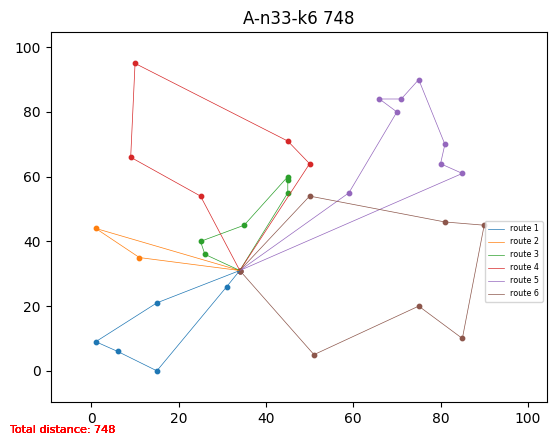 A-n33-k6 748
100
80
60
40
20
0
0 20 40 60 80 100
route 1
route 2
route 3
route 4
route 5
route 6
Total distance: 748